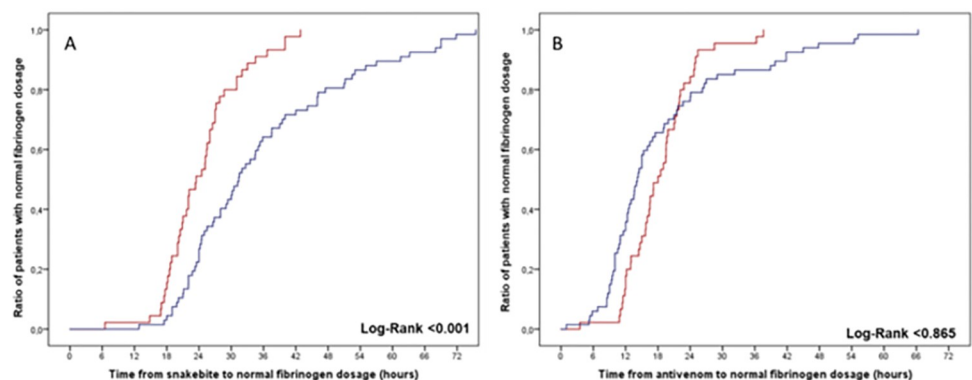 A
Ratio of patients with normal fibrinogen dosage
1,0
0,8
0,6
0,4
0,2
0,0
Log-Rank <0.001
0 6 12 18 24 30 36 42 48 54 60 66 72
Time from snakebite to normal fibrinogen dosage (hours)
B
Ratio of patients with normal fibrinogen dosage
1,0
0,8
0,6
0,4
0,2
0,0
Log-Rank <0.865
0 6 12 18 24 30 36 42 48 54 60 66 72
Time from antivenom to normal fibrinogen dosage (hours)